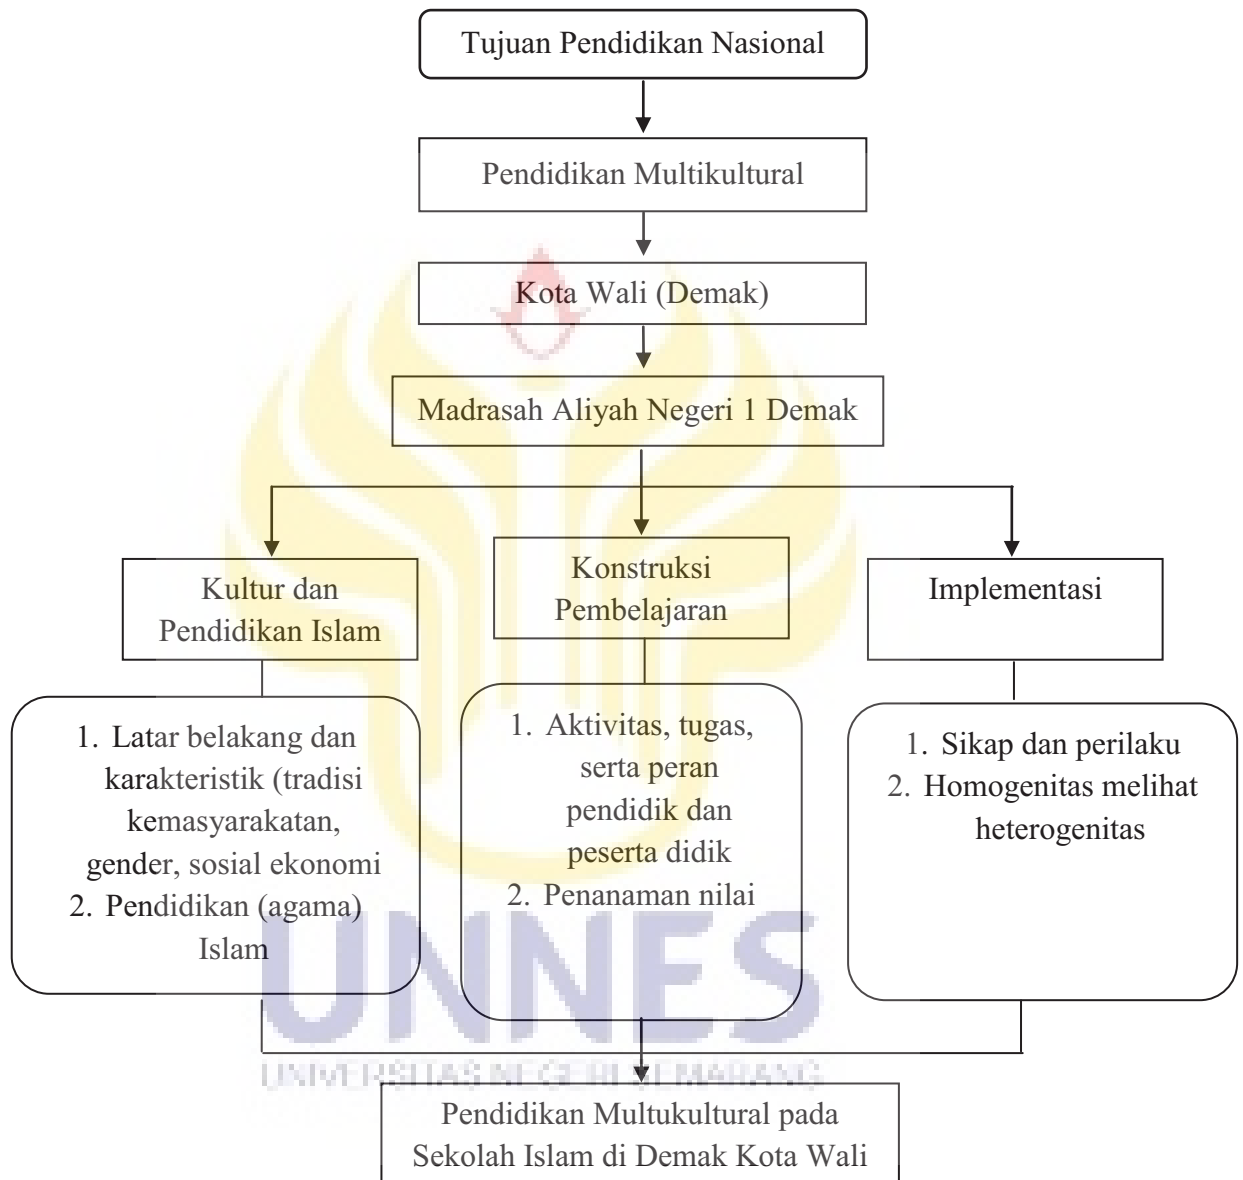 Tujuan Pendidikan Nasional
Pendidikan Multikultural
Kota Wali (Demak)
Madrasah Aliyah Negeri 1 Demak
Kultur dan
Pendidikan Islam
Konstruksi
Pembelajaran
Implementasi
1. Latar belakang dan
karakteristik (tradisi
kemasyarakatan,
gender, sosial ekonomi
2. Pendidikan (agama)
Islam
1. Aktivitas, tugas,
serta peran
pendidik dan
peserta didik
2. Penanaman nilai
1. Sikap dan perilaku
2. Homogenitas melihat
heterogenitas
UNNES
UNIVERSITAS NEGERI SEMARANG
Pendidikan Multukultural pada
Sekolah Islam di Demak Kota Wali